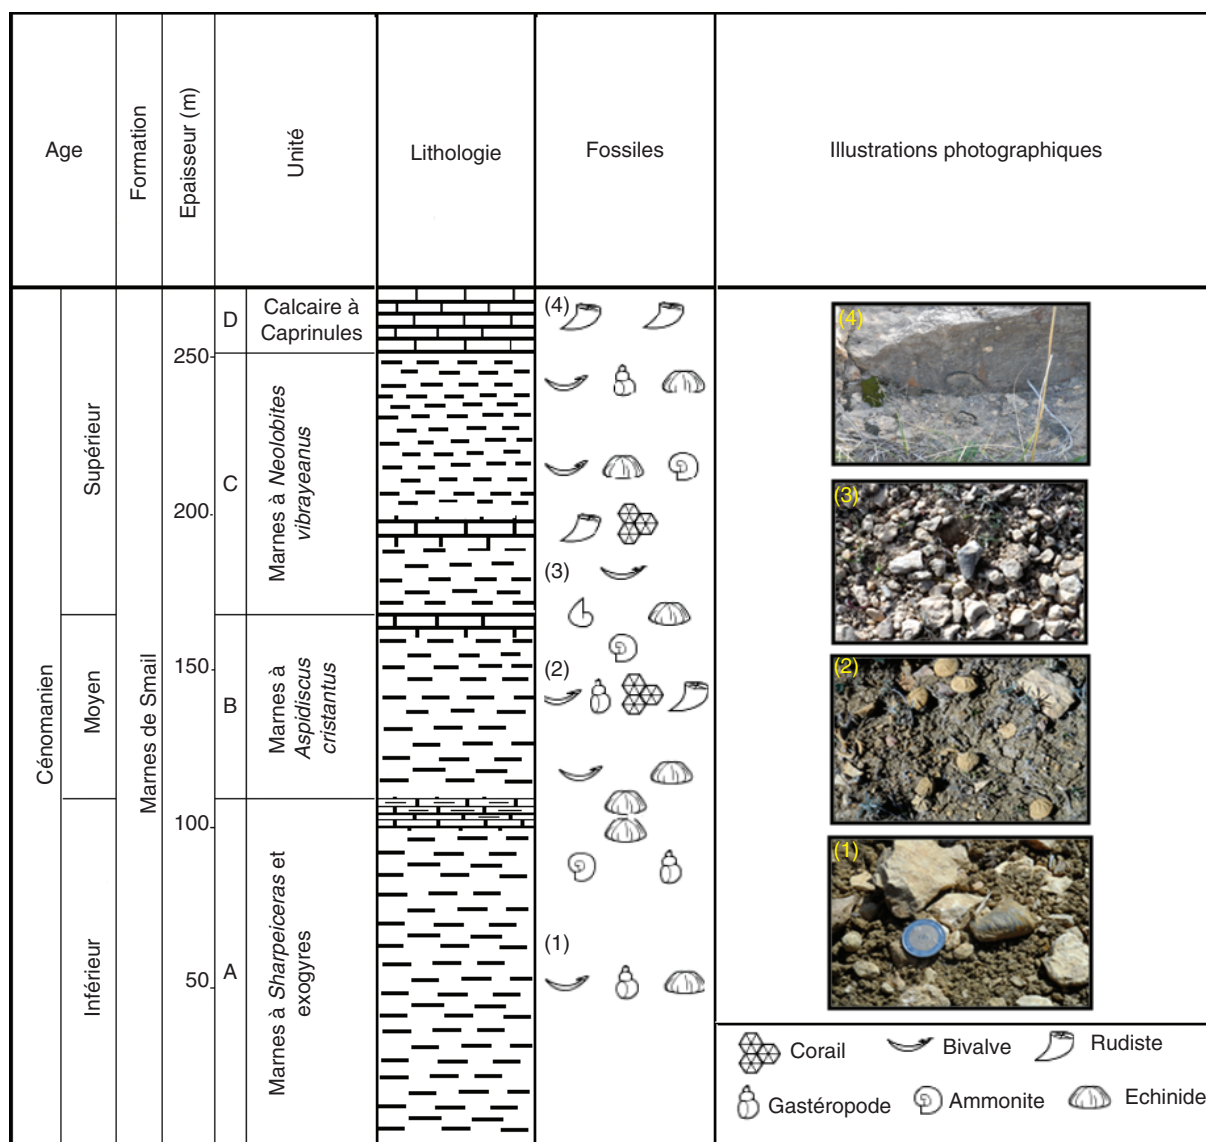 Age
Formation
Epaisseur (m)
Unité
Lithologie
Fossiles
Illustrations photographiques
Cénomanien
Supérieur
Moyen
Inférieur
Marnes de Smail
250
200
150
100
50
D
C
B
A
Calcaire à
Caprinules
Marnes à Neolobites
vibrayeanus
Marnes à
Aspidiscus
cristantus
Marnes à Sharpeiceras et
exogyres
(4)
(3)
(2)
(1)
(4)
(3)
(2)
(1)
Corail
Bivalve
Rudiste
Gastéropode
Ammonite
Echinide